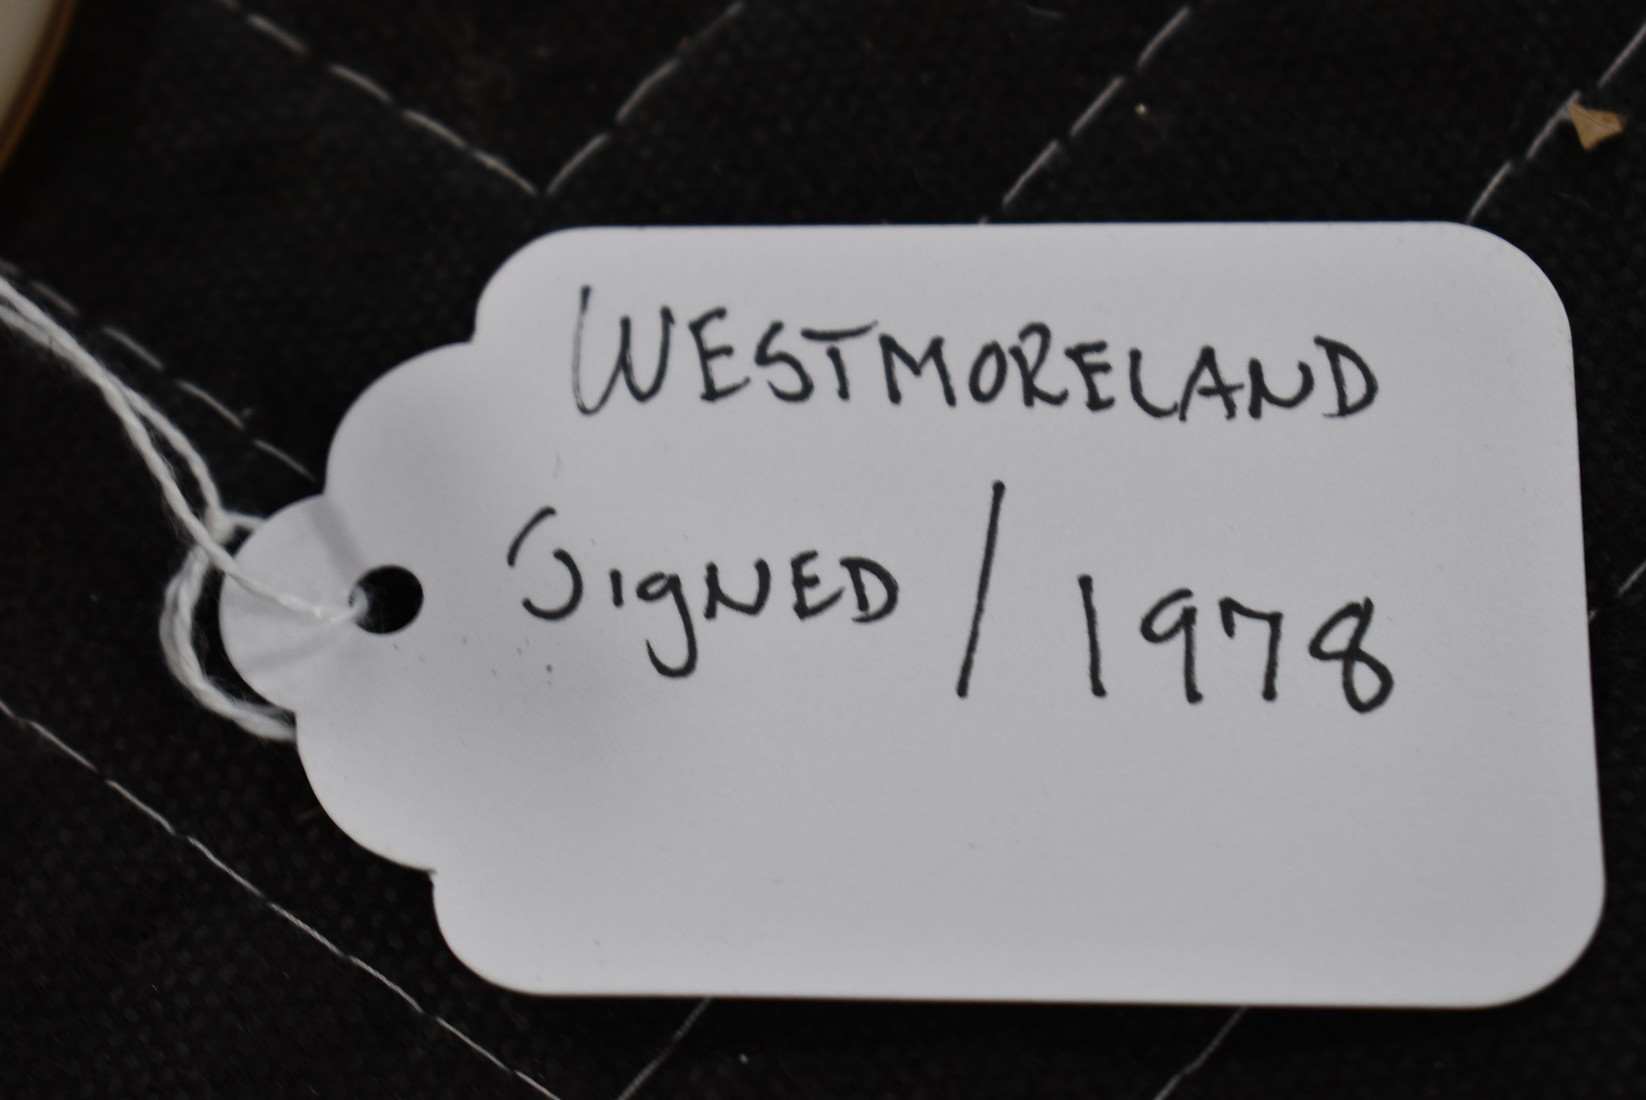 WESTMORELAND
SIgNED / 1978